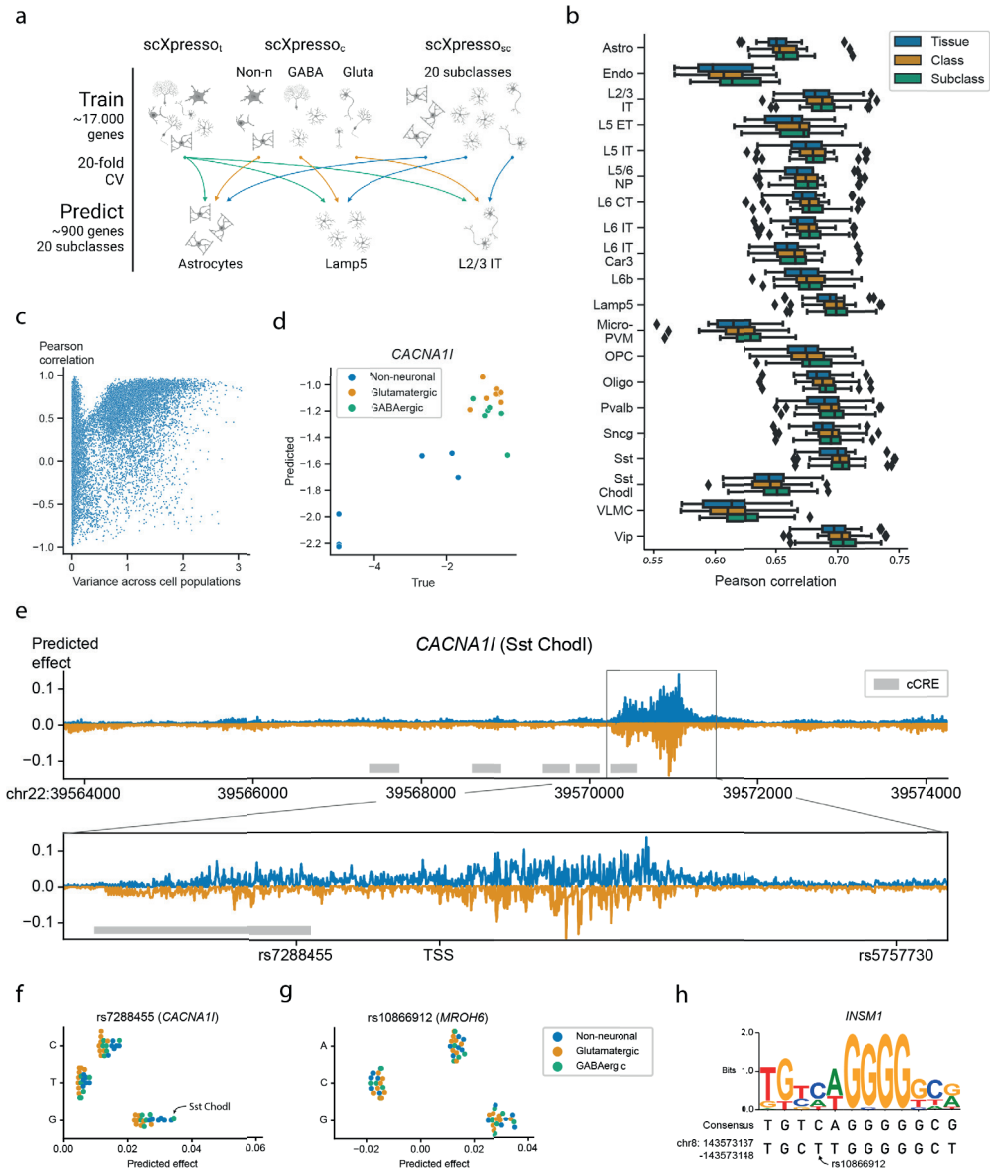 a
scXpressot
scXpressoc
scXpressosc
Non-n
GABA
Gluta
20 subclasses
Train
~17.000
genes
20-fold
CV
Predict
~900 genes
20 subclasses
Astrocytes
Lamp5
L2/3 IT
b
Tissue
Class
Subclass
Astro
Endo
L2/3
IT
L5 ET
L5 IT
L5/6
NP
L6 CT
L6 IT
L6 IT
Car3
L6b
Lamp5
Micro-
PVM
OPC
Oligo
Pvalb
Sncg
Sst
Sst
Chodl
VLMC
Vip
0.55
0.60
0.65
0.70
0.75
Pearson correlation
c
Pearson
correlation
1.0
0.5
0.0
−0.5
−1.0
0
1
2
3
Variance across cell populations
d
CACNA1I
Non-neuronal
Glutamatergic
GABAergic
Predicted
−1.0
−1.2
−1.4
−1.6
−1.8
−2.0
−2.2
−4
−2
True
e
Predicted
effect
CACNA1I (Sst Chodl)
cCRE
0.1
0.0
−0.1
chr22:39564000
39566000
39568000
39570000
39572000
39574000
0.1
0.0
−0.1
rs7288455
TSS
rs5757730
f
rs7288455 (CACNA1I)
C
T
G
Sst Chodl
0.00
0.02
0.04
0.06
Predicted effect
g
rs10866912 (MROH6)
A
C
G
−0.02
0.00
0.02
0.04
Predicted effect
Non-neuronal
Glutamatergic
GABAerg c
h
INSM1
2.0
Bits
1.0
0.0
Consensus
T G T C A G G G G G C G
chr8: 143573137
-143573118
T G C T T G G G G G C T
rs10866912